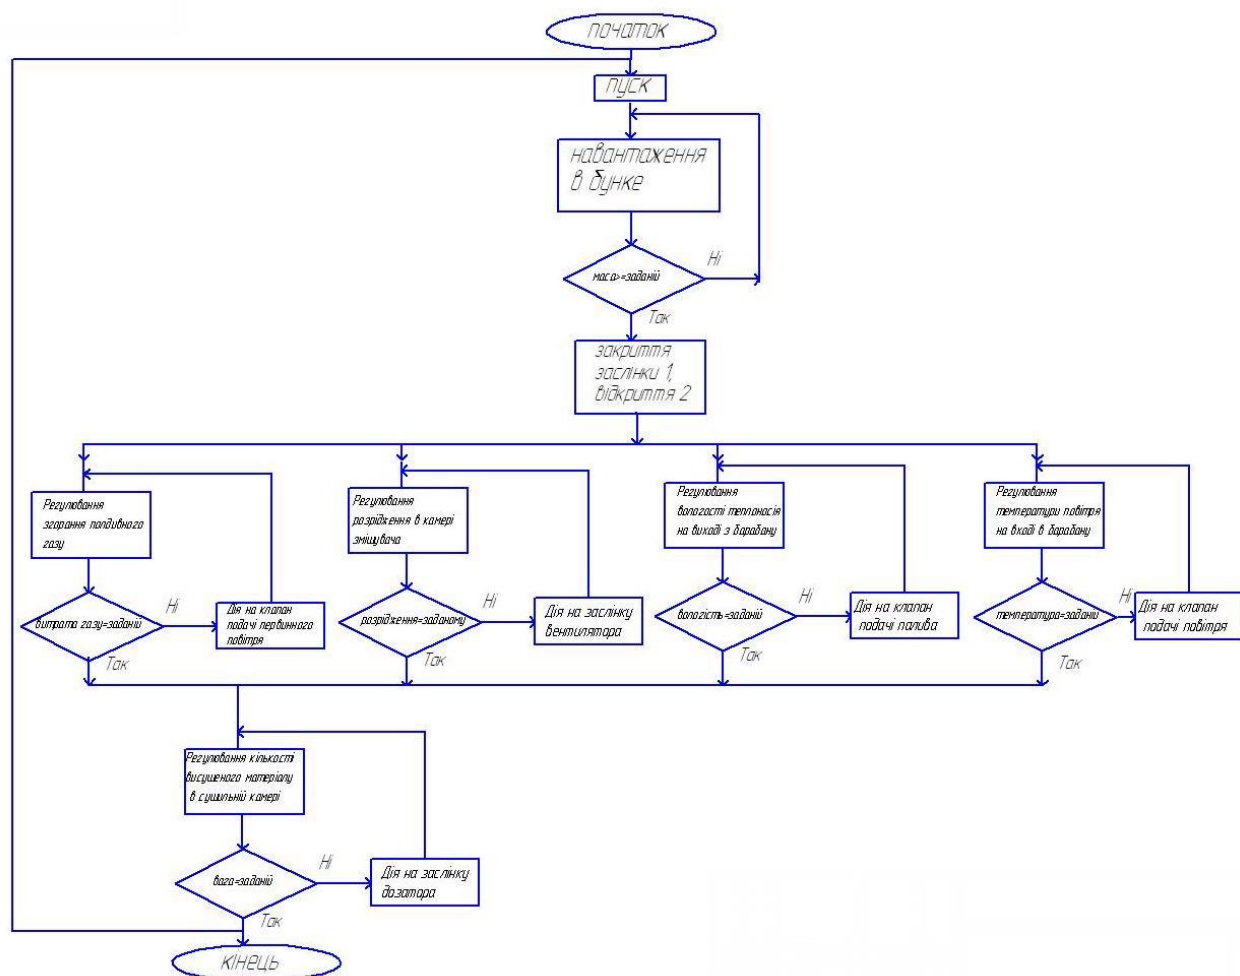 початок
пуск
навантаження
в бунке
маса>=заданій
Ні
Так
закриття
заслінки 1,
відкриття 2
Регулювання
згорання полдивного
газу
Регулювання
розрідження в камері
змішувача
Регулювання
вологості теплоносія
на виході з барабану
Регулювання
температури повітря
на вході в барабану
витрата газу=заданій
Ні
Дія на клапан
подачі первинного
повітря
Так
розрідження=заданому
Ні
Дія на заслінку
вентилятора
Так
вологість=заданій
Ні
Дія на клапан
подачі палива
Так
температура=заданій
Ні
Дія на клапан
подачі повітря
Так
Регулювання кількості
висушеного матеріалу
в сушильній камері
вага=заданій
Ні
Дія на заслінку
дозатора
Так
кінець